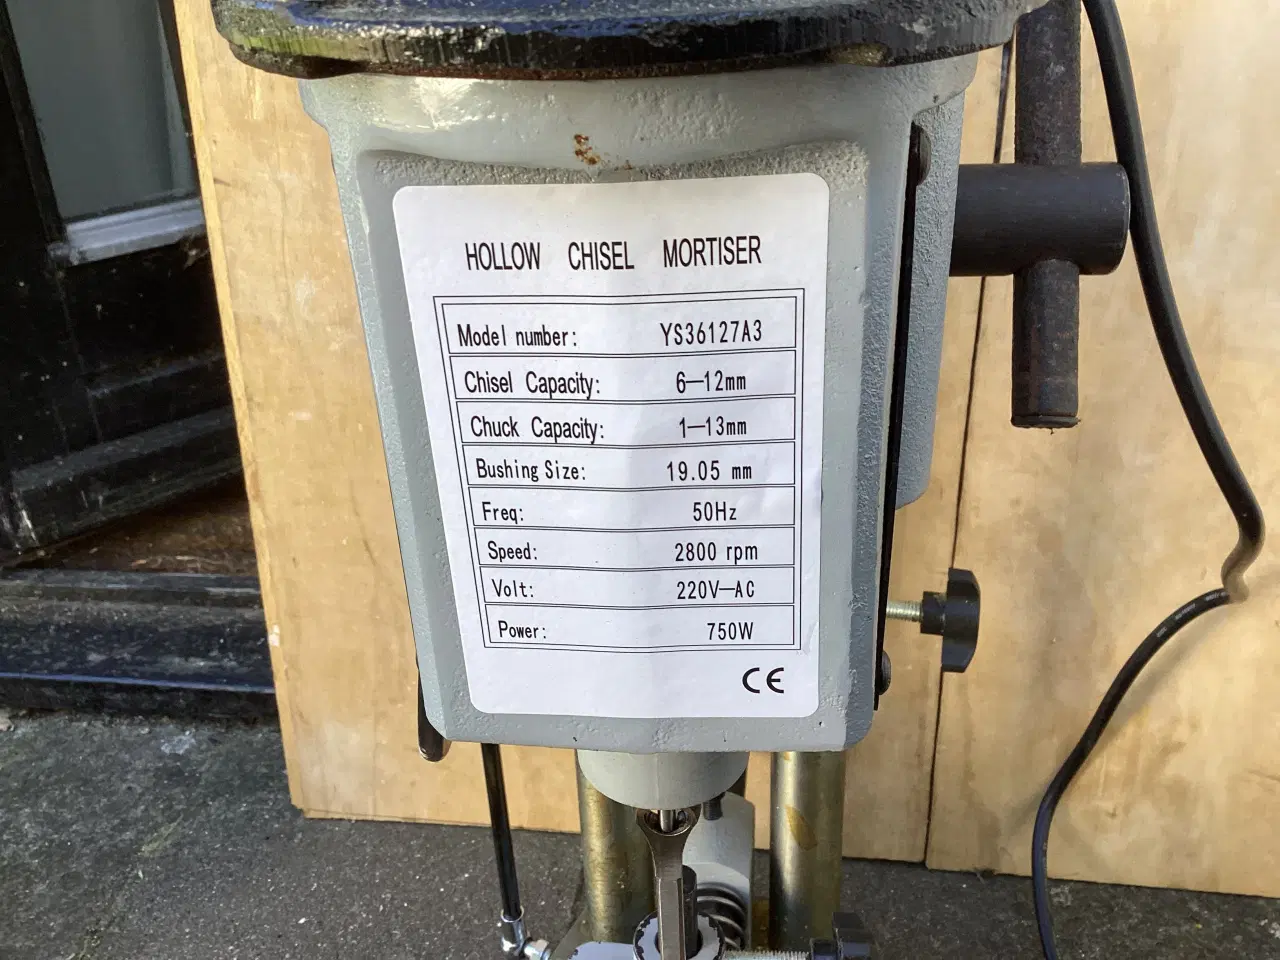 HOLLOW CHISEL MORTISER
Model number: YS36127A3
Chisel Capacity: 6—12mm
Chuck Capacity: 1—13mm
Bushing Size: 19.05 mm
Freq: 50Hz
Speed: 2800 rpm
Volt: 220V—AC
Power: 750W
CE